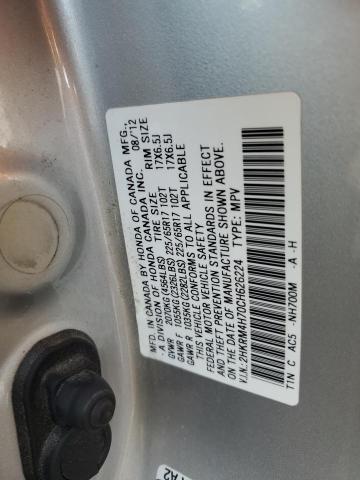 MFD. IN CANADA BY HONDA OF CANADA MFG.,
A DIVISION OF HONDA CANADA INC. 08/12
TIRE SIZE RIM SIZE
GVWR 2070KG (4564LBS)
GAWR F 1055KG (2326LBS) 225/65R17 102T 17X6.5J
GAWR R 1035KG (2282LBS) 225/65R17 102T 17X6.5J
THIS VEHICLE CONFORMS TO ALL APPLICABLE
FEDERAL MOTOR VEHICLE SAFETY
AND THEFT PREVENTION STANDARDS IN EFFECT
ON THE DATE OF MANUFACTURE SHOWN ABOVE.
V.I.N.:2HKRM4H70CH626224 TYPE: MPV
T1N C AC5 -NH700M -A -H